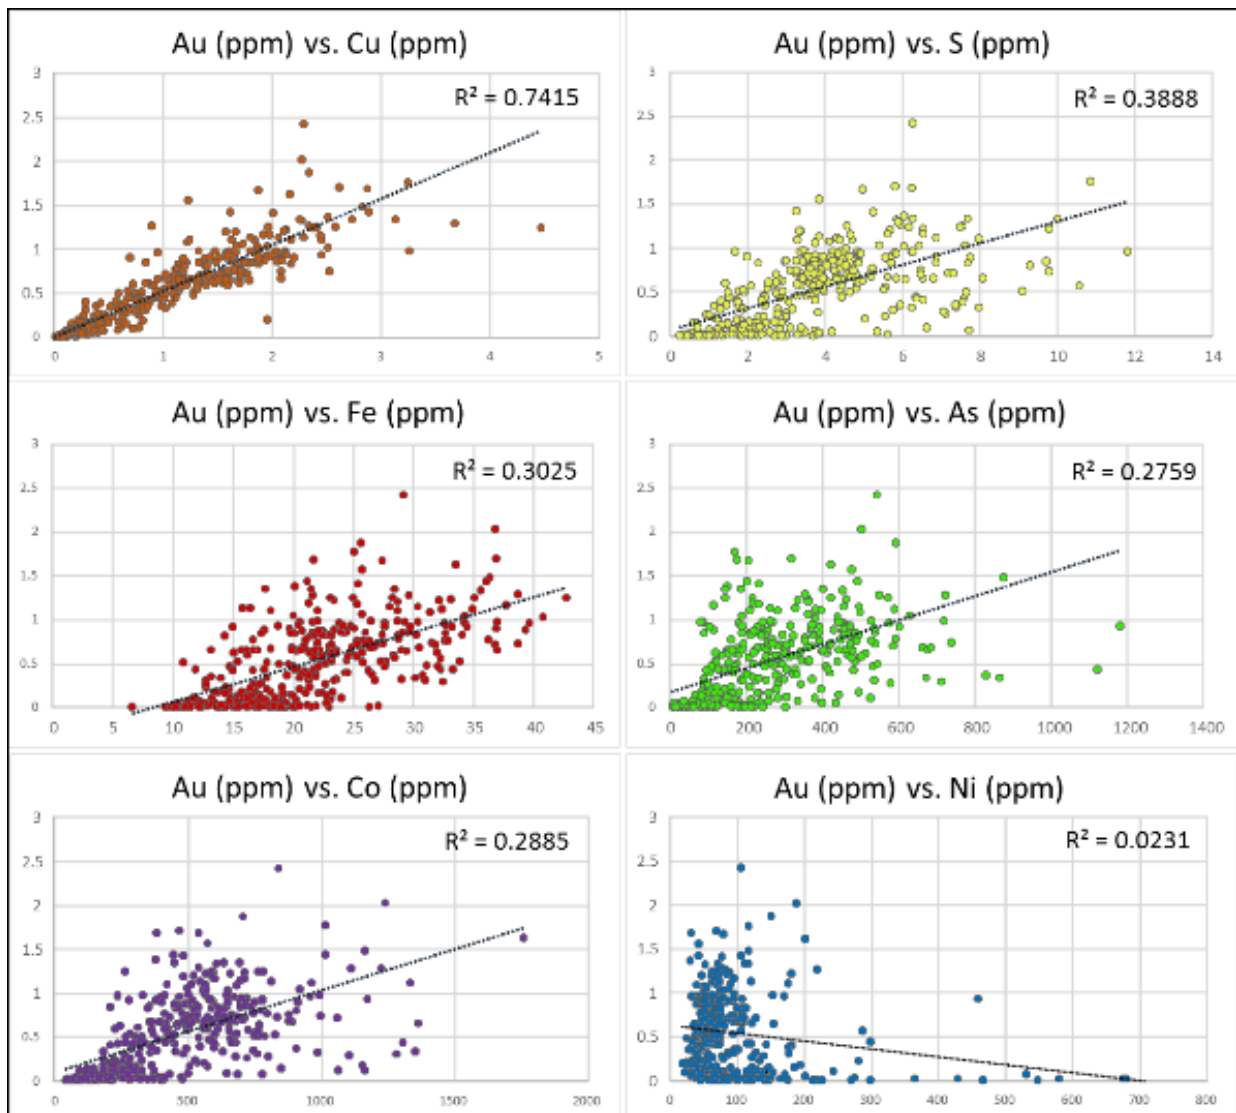 Au (ppm) vs. Cu (ppm)
R² = 0.7415
3
2.5
2
1.5
1
0.5
0
0 1 2 3 4 5
Au (ppm) vs. S (ppm)
R² = 0.3888
3
2.5
2
1.5
1
0.5
0
0 2 4 6 8 10 12 14
Au (ppm) vs. Fe (ppm)
R² = 0.3025
3
2.5
2
1.5
1
0.5
0
0 5 10 15 20 25 30 35 40 45
Au (ppm) vs. As (ppm)
R² = 0.2759
3
2.5
2
1.5
1
0.5
0
0 200 400 600 800 1000 1200 1400
Au (ppm) vs. Co (ppm)
R² = 0.2885
3
2.5
2
1.5
1
0.5
0
0 500 1000 1500 2000
Au (ppm) vs. Ni (ppm)
R² = 0.0231
3
2.5
2
1.5
1
0.5
0
0 100 200 300 400 500 600 700 800